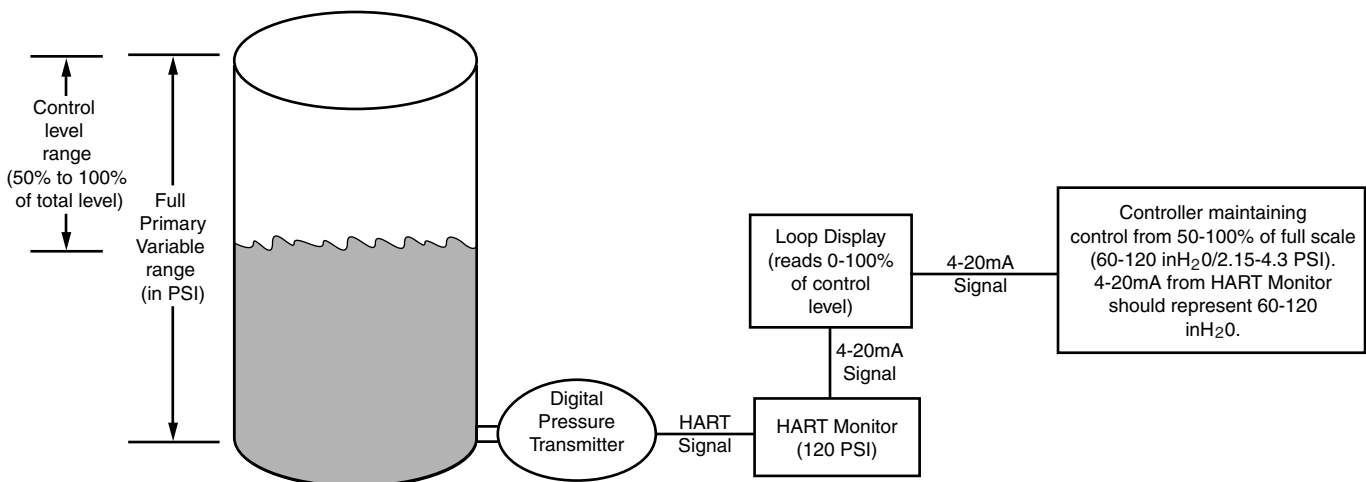 Control
level
range
(50% to 100%
of total level)
Full
Primary
Variable
range
(in PSI)
Digital
Pressure
Transmitter
HART
Signal
HART Monitor
(120 PSI)
4-20mA
Signal
Loop Display
(reads 0-100%
of control
level)
4-20mA
Signal
Controller maintaining
control from 50-100% of full scale
(60-120 inH₂0/2.15-4.3 PSI).
4-20mA from HART Monitor
should represent 60-120
inH₂0.